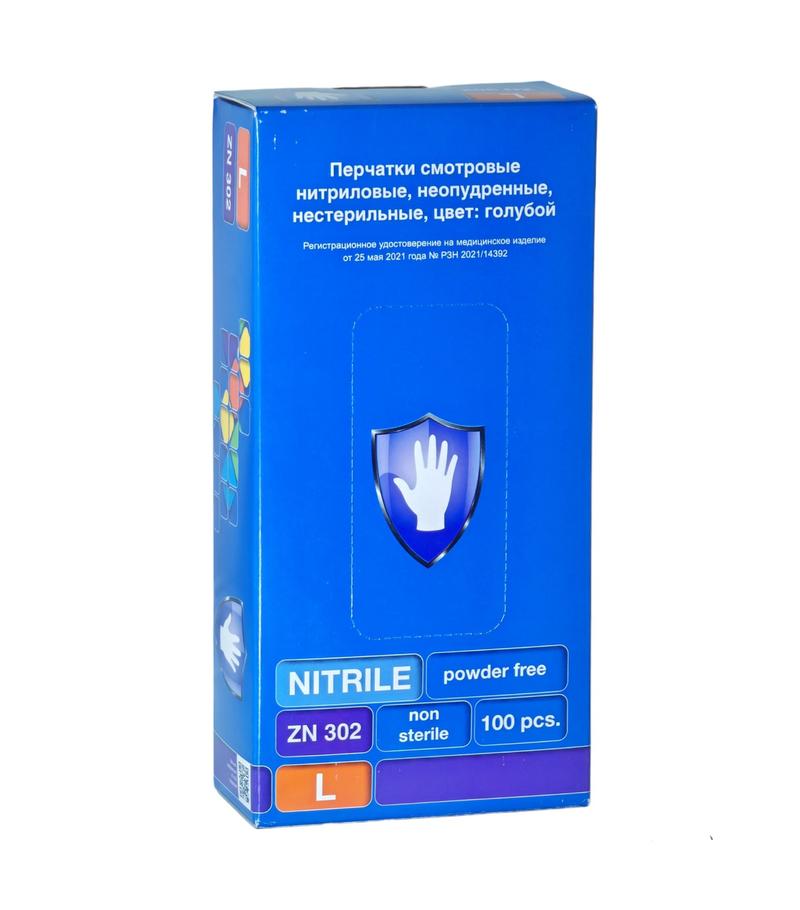 Перчатки смотровые
нитриловые, неопудренные,
нестерильные, цвет: голубой
Регистрационное удостоверение на медицинское изделие
от 25 мая 2021 года № РЗН 2021/14392
NITRILE
powder free
ZN 302
non
sterile
100 pcs.
L
L
ZN 302
L